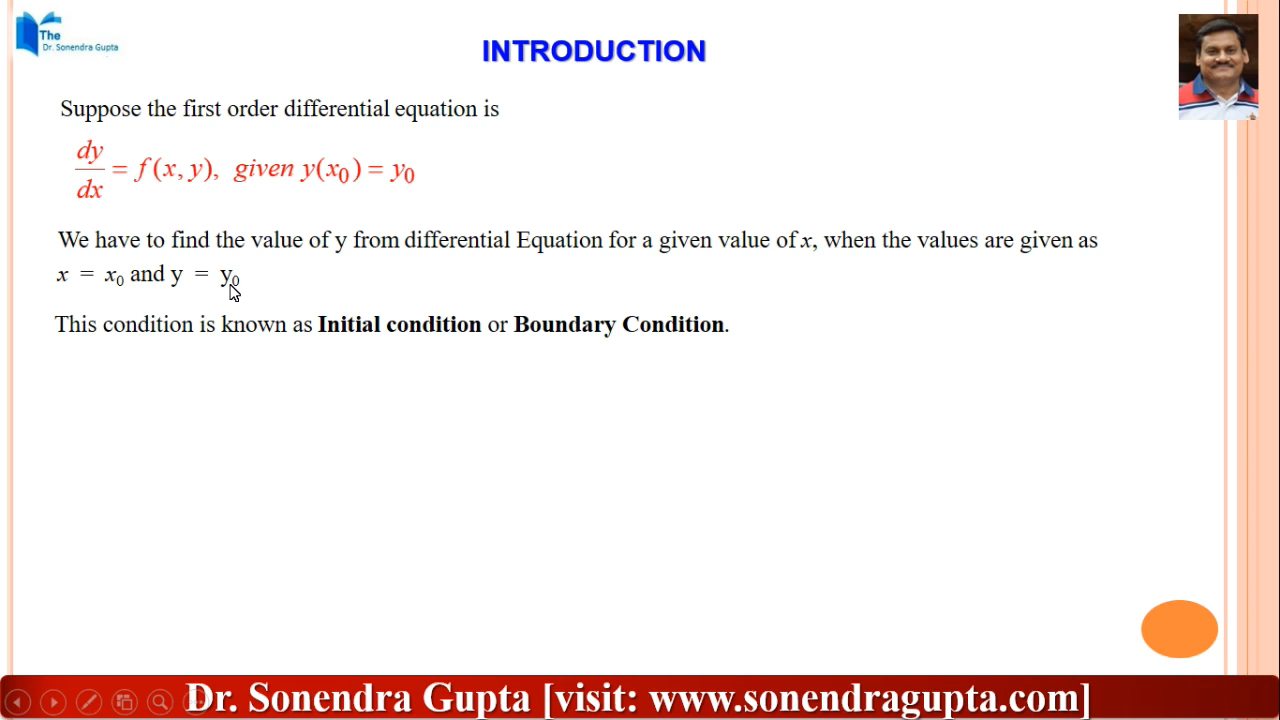 The
Dr. Sonendra Gupta
INTRODUCTION
Suppose the first order differential equation is
dy/dx = f(x, y), given y(x₀) = y₀
We have to find the value of y from differential Equation for a given value of x, when the values are given as
x = x₀ and y = y₀
This condition is known as Initial condition or Boundary Condition.
Dr. Sonendra Gupta [visit: www.sonendragupta.com]